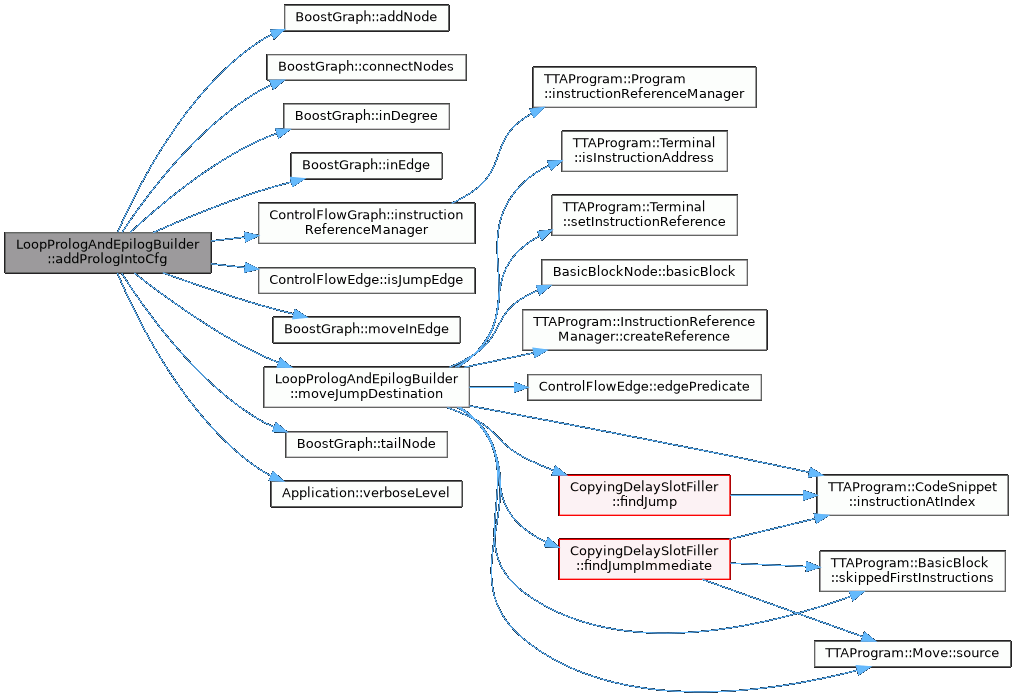 LoopPrologAndEpilogBuilder
::addPrologIntoCfg
BoostGraph::addNode
BoostGraph::connectNodes
BoostGraph::inDegree
BoostGraph::inEdge
ControlFlowGraph::instruction
ReferenceManager
ControlFlowEdge::isJumpEdge
BoostGraph::moveInEdge
LoopPrologAndEpilogBuilder
::moveJumpDestination
BoostGraph::tailNode
Application::verboseLevel
TTAProgram::Program
::instructionReferenceManager
TTAProgram::Terminal
::isInstructionAddress
TTAProgram::Terminal
::setInstructionReference
BasicBlockNode::basicBlock
TTAProgram::InstructionReference
Manager::createReference
ControlFlowEdge::edgePredicate
CopyingDelaySlotFiller
::findJump
CopyingDelaySlotFiller
::findJumpImmediate
TTAProgram::CodeSnippet
::instructionAtIndex
TTAProgram::BasicBlock
::skippedFirstInstructions
TTAProgram::Move::source